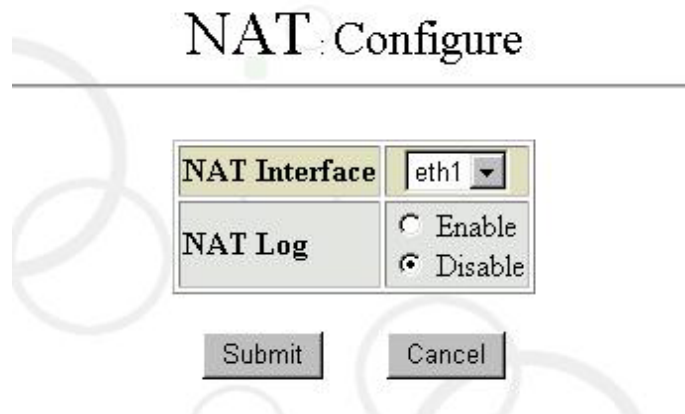 NAT : Configure
NAT Interface eth1
NAT Log
Enable
Disable
Submit Cancel